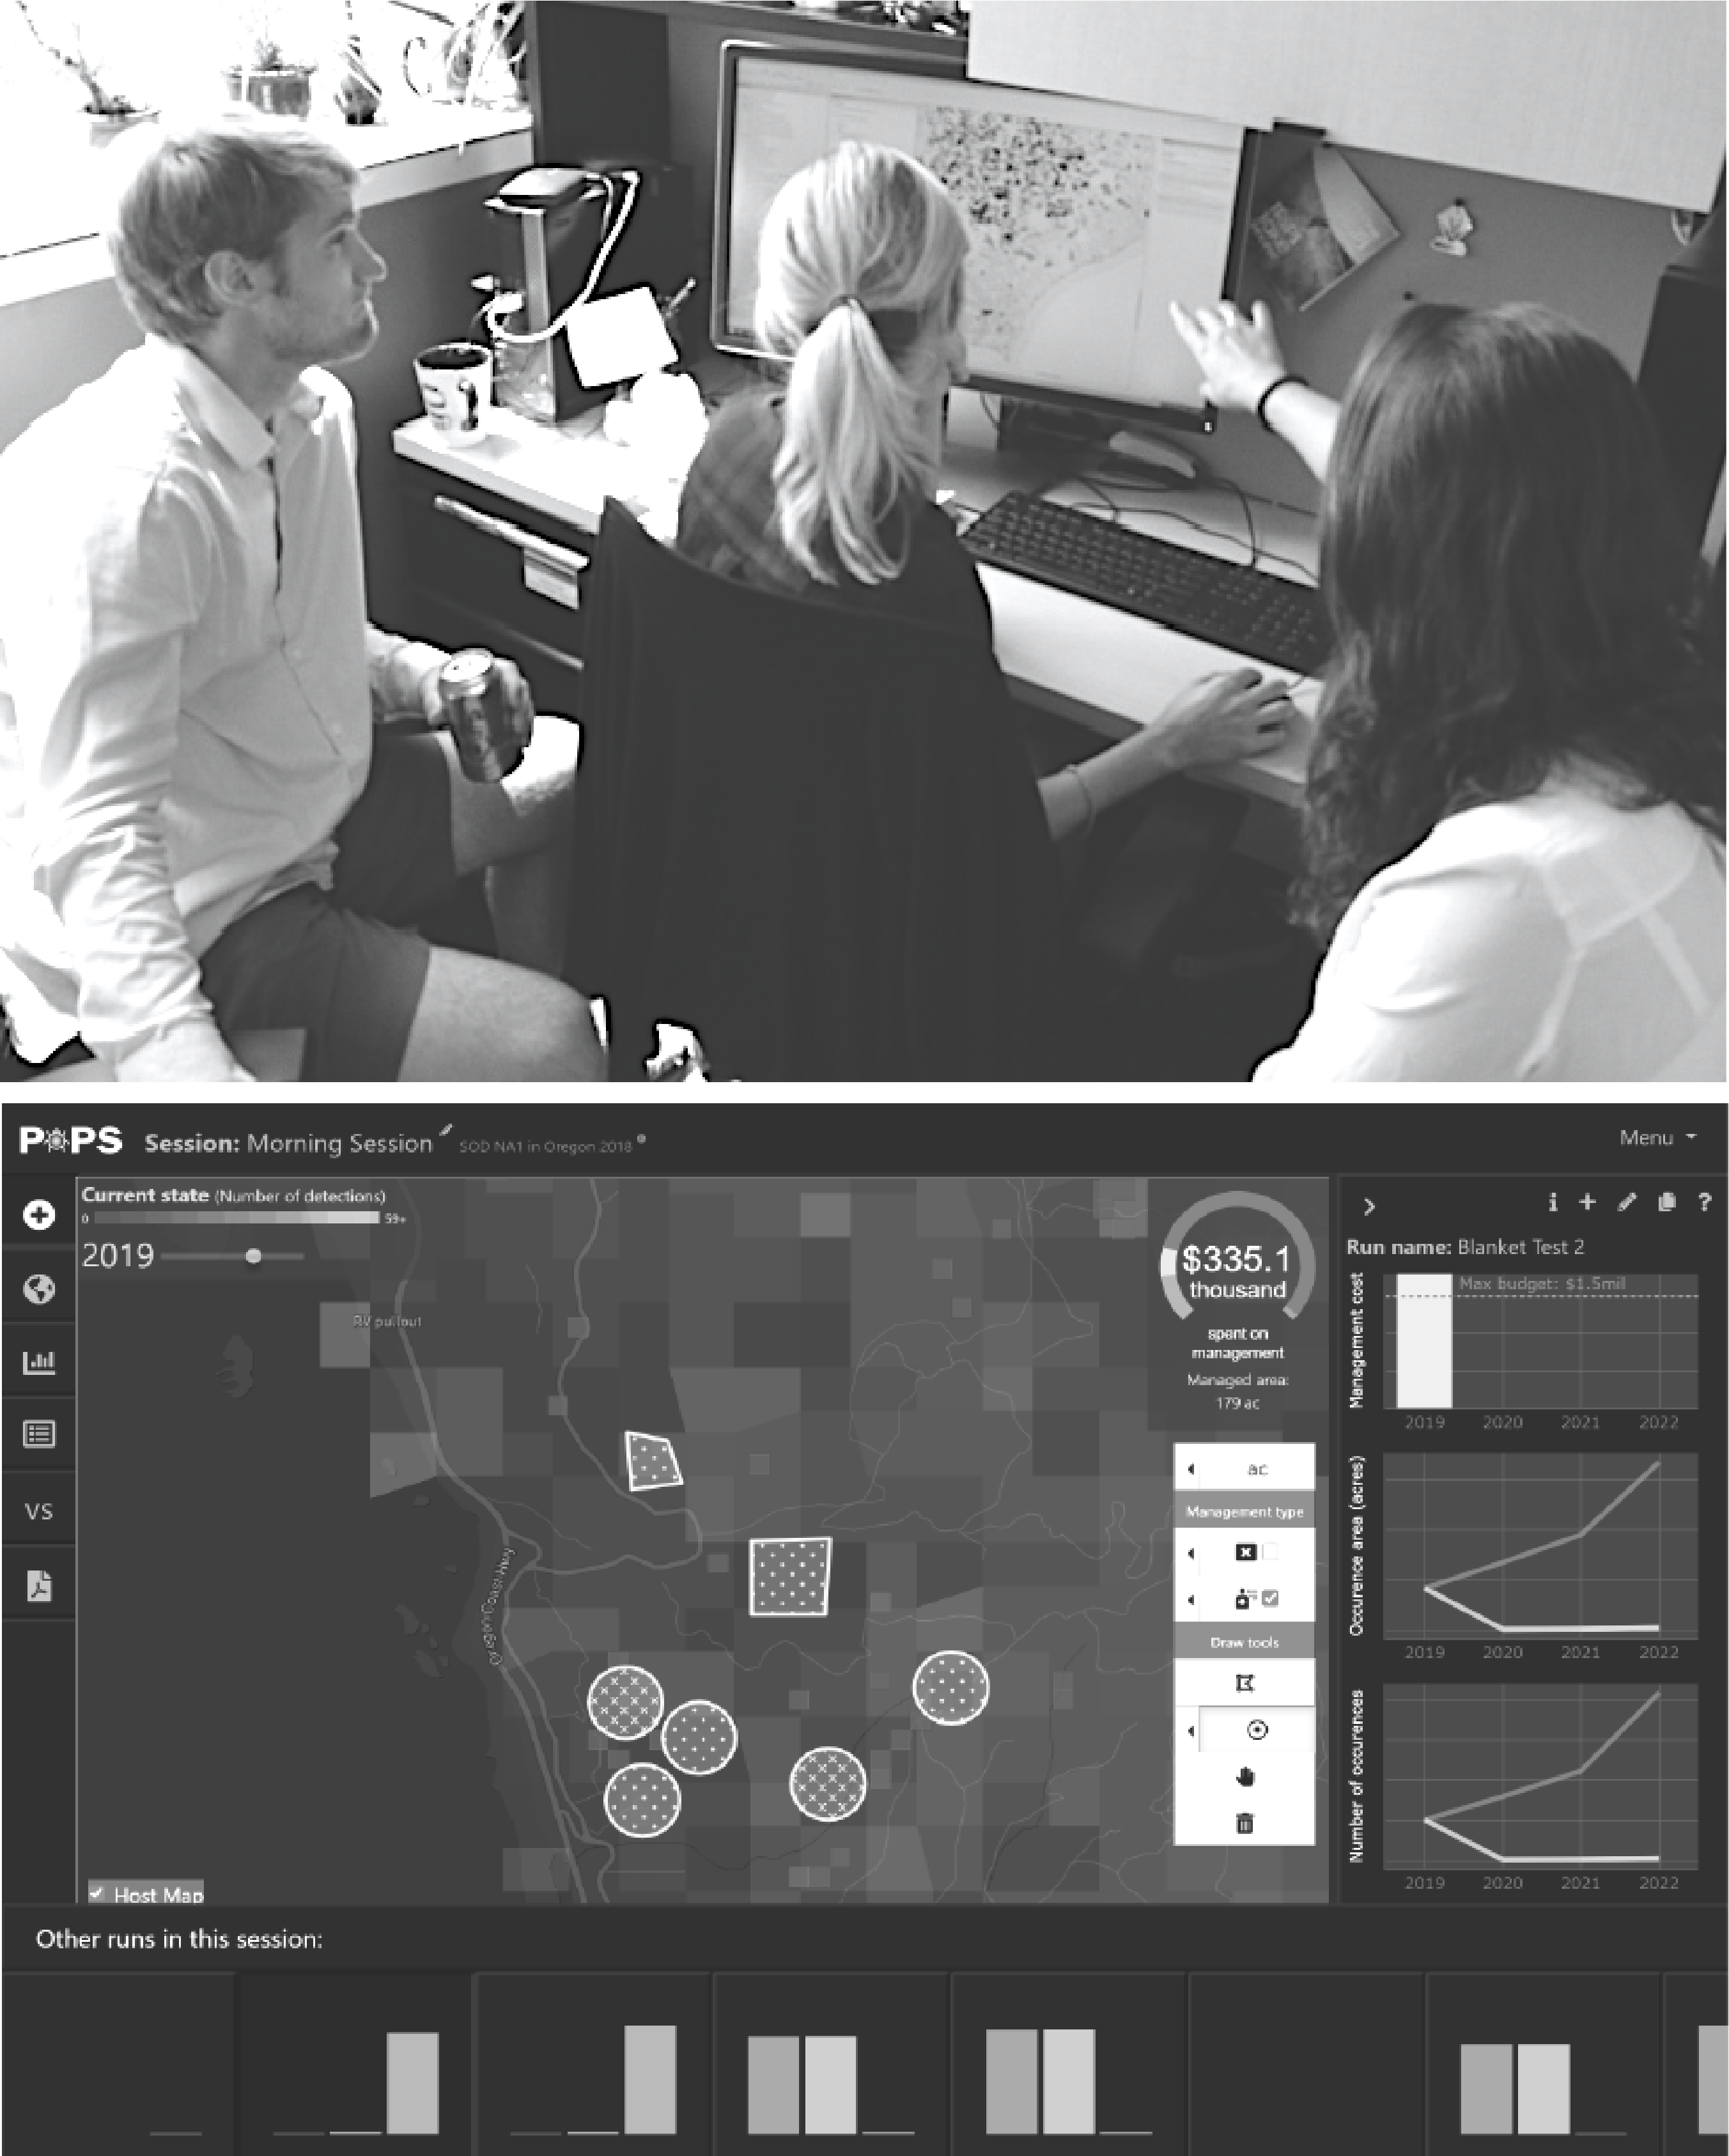 POPS Session: Morning Session SOD NA1 in Oregon 2018 Menu
Current state (Number of detections)
0 59+
2019
RV pullout
Oregon Coast Hwy
Host Map
$335.1
thousand
spent on
management
Managed area:
179 ac
ac
Management type
Draw tools
VS
i + ?
Run name: Blanket Test 2
Management cost
Max budget: $1.5mil
2019 2020 2021 2022
Occurence area (acres)
2019 2020 2021 2022
Number of occurences
2019 2020 2021 2022
Other runs in this session: